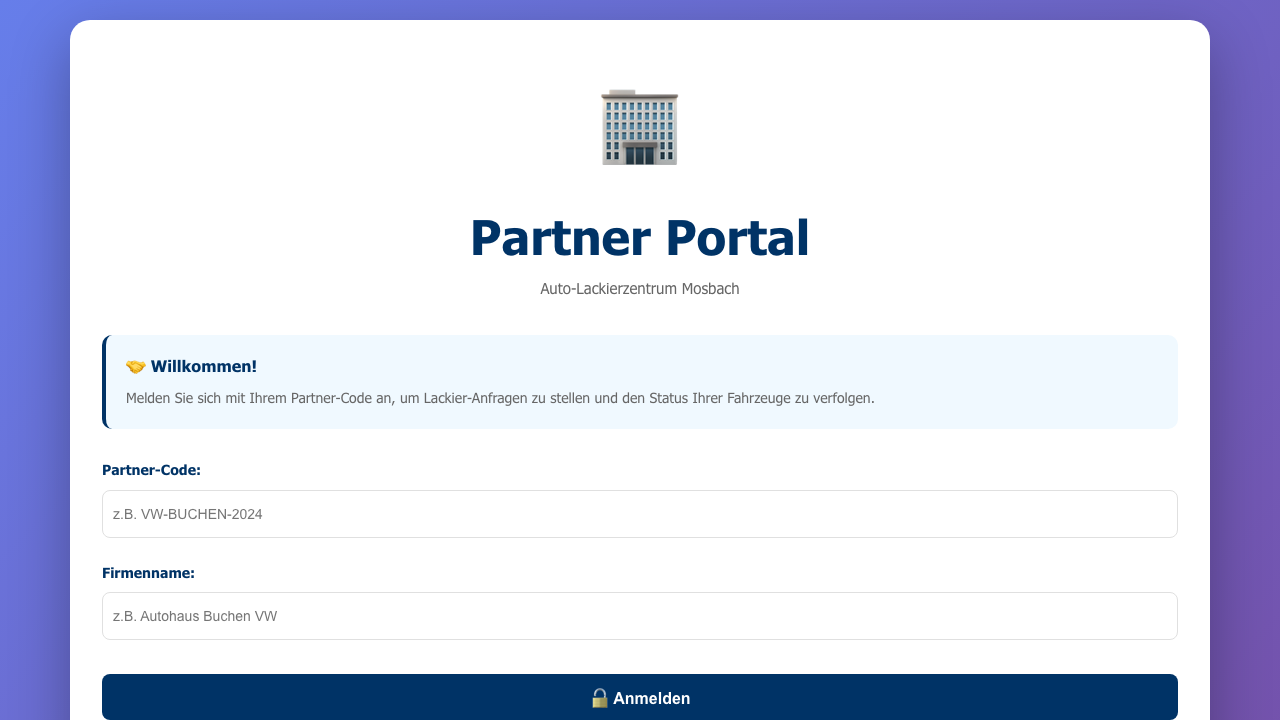 Partner Portal
Auto-Lackierzentrum Mosbach
🤝 Willkommen!
Melden Sie sich mit Ihrem Partner-Code an, um Lackier-Anfragen zu stellen und den Status Ihrer Fahrzeuge zu verfolgen.
Partner-Code:
z.B. VW-BUCHEN-2024
Firmenname:
z.B. Autohaus Buchen VW
🔓 Anmelden